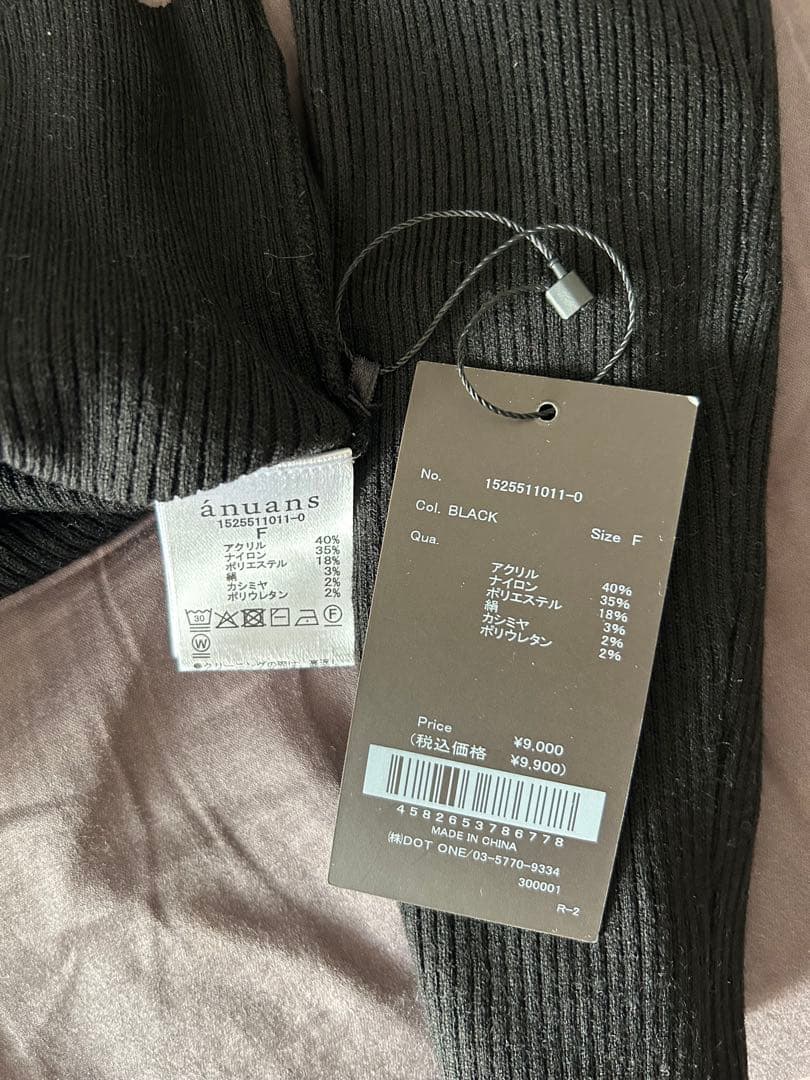 ánuans
1525511011-0
F
アクリル 40%
ナイロン 35%
ポリエステル 18%
絹 3%
カシミヤ 2%
ポリウレタン 2%
30
F
W
No. 1525511011-0
Col. BLACK
Size F
Qua.
アクリル 40%
ナイロン 35%
ポリエステル 18%
絹 3%
カシミヤ 2%
ポリウレタン 2%
Price ¥9,000
(税込価格 ¥9,900)
4582653786778
MADE IN CHINA
(株)DOT ONE/03-5770-9334
300001
R-2